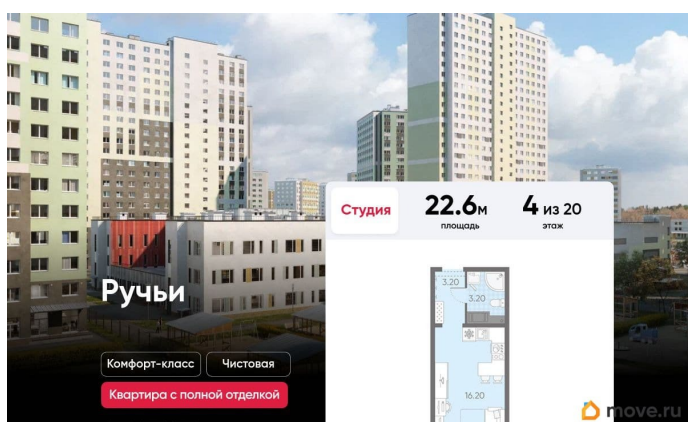 Студия
22.6м
площадь
4 из 20
этаж
Ручьи
Комфорт-класс
Чистовая
Квартира с полной отделкой
3.20
3.20
16.20
move.ru